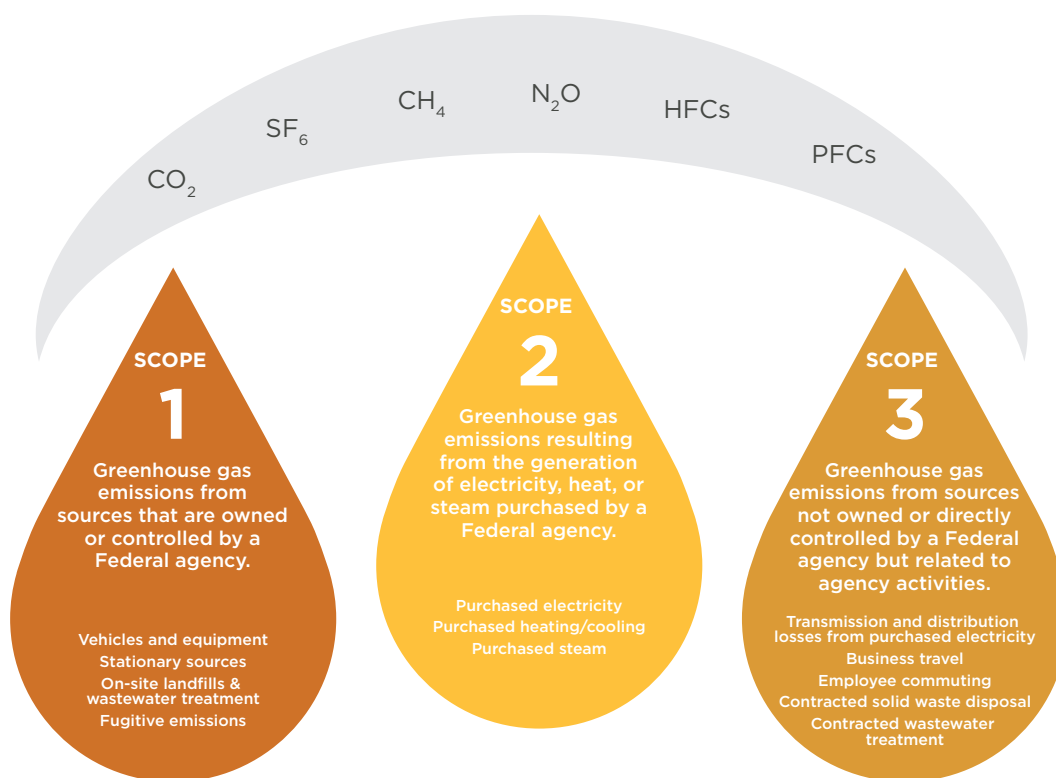 CO₂
SF₆
CH₄
N₂O
HFCs
PFCs
SCOPE
1
Greenhouse gas
emissions from
sources that are owned
or controlled by a
Federal agency.
Vehicles and equipment
Stationary sources
On-site landfills &
wastewater treatment
Fugitive emissions
SCOPE
2
Greenhouse gas
emissions resulting
from the generation
of electricity, heat, or
steam purchased by a
Federal agency.
Purchased electricity
Purchased heating/cooling
Purchased steam
SCOPE
3
Greenhouse gas
emissions from sources
not owned or directly
controlled by a Federal
agency but related to
agency activities.
Transmission and distribution
losses from purchased electricity
Business travel
Employee commuting
Contracted solid waste disposal
Contracted wastewater
treatment